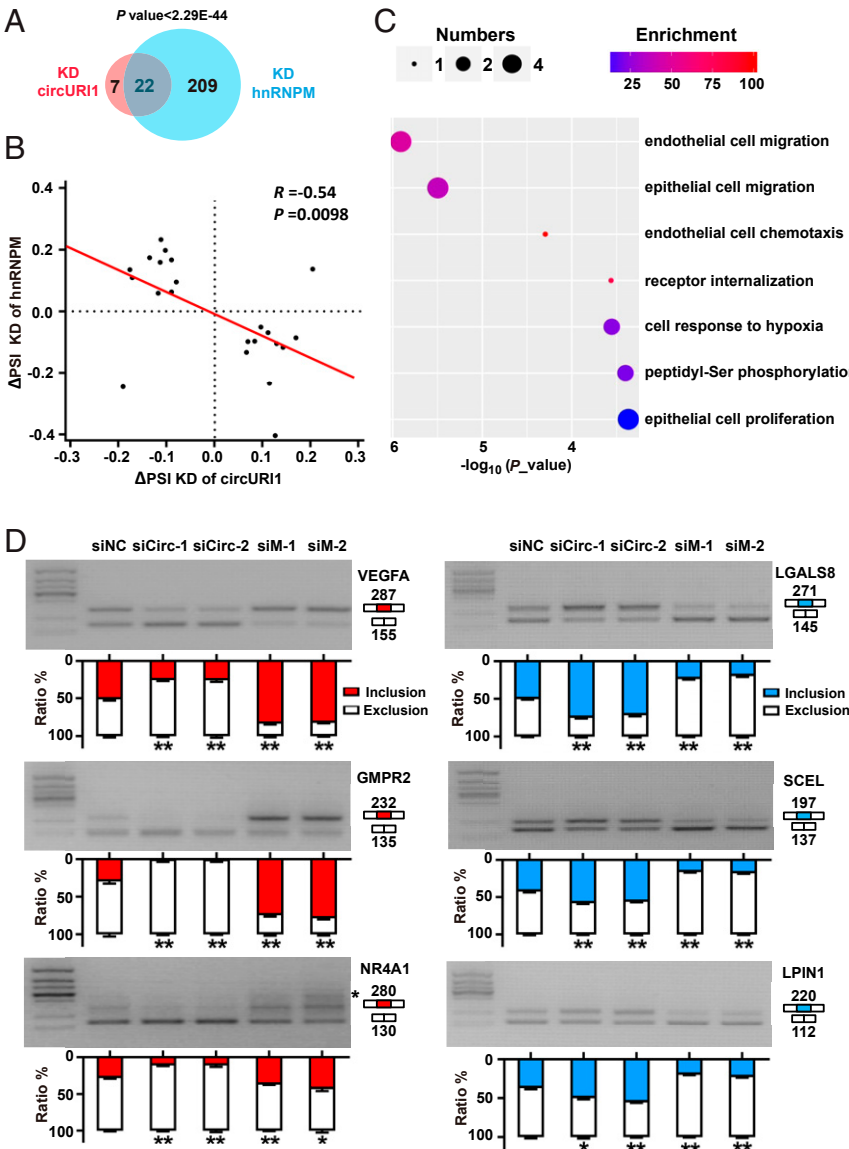 A
P value<2.29E-44
KD
circURI1
7
22
209
KD
hnRNPM
B
R =-0.54
P =0.0098
ΔPSI KD of hnRNPM
0.4
0.2
0.0
-0.2
-0.4
-0.3 -0.2 -0.1 0.0 0.1 0.2 0.3
ΔPSI KD of circURI1
C
Numbers
1 2 4
Enrichment
25 50 75 100
endothelial cell migration
epithelial cell migration
endothelial cell chemotaxis
receptor internalization
cell response to hypoxia
peptidyl-Ser phosphorylatio
epithelial cell proliferation
6 5 4
-log10 (P_value)
D
siNC siCirc-1 siCirc-2 siM-1 siM-2
VEGFA
287
155
Ratio %
0
50
100
Inclusion
Exclusion
** ** ** **
GMPR2
232
135
Ratio %
0
50
100
** ** ** **
NR4A1
*
280
130
Ratio %
0
50
100
** ** ** *
siNC siCirc-1 siCirc-2 siM-1 siM-2
LGALS8
271
145
Ratio %
0
50
100
Inclusion
Exclusion
** ** ** **
SCEL
197
137
Ratio %
0
50
100
** ** ** **
LPIN1
220
112
Ratio %
0
50
100
* ** ** **